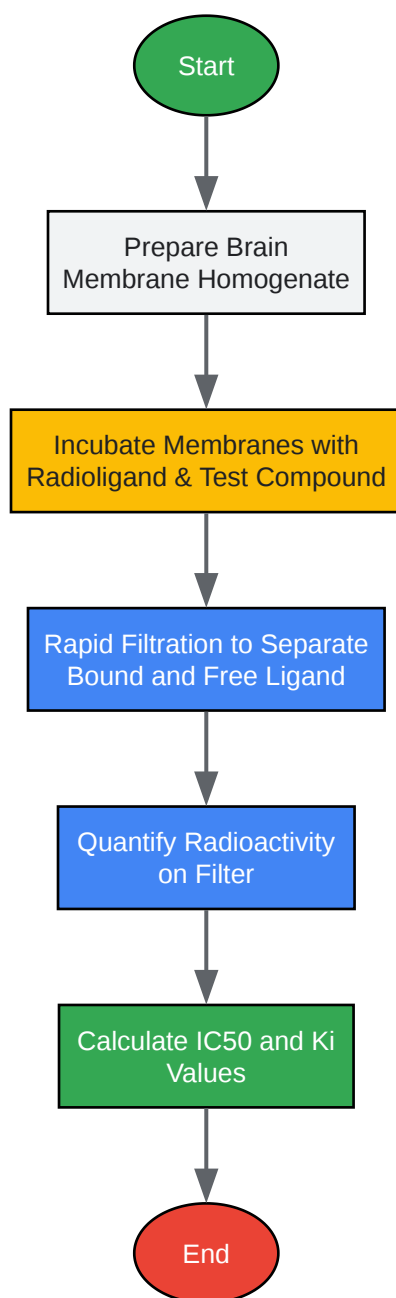 Start
Prepare Brain
Membrane Homogenate
Incubate Membranes with
Radioligand & Test Compound
Rapid Filtration to Separate
Bound and Free Ligand
Quantify Radioactivity
on Filter
Calculate IC50 and Ki
Values
End